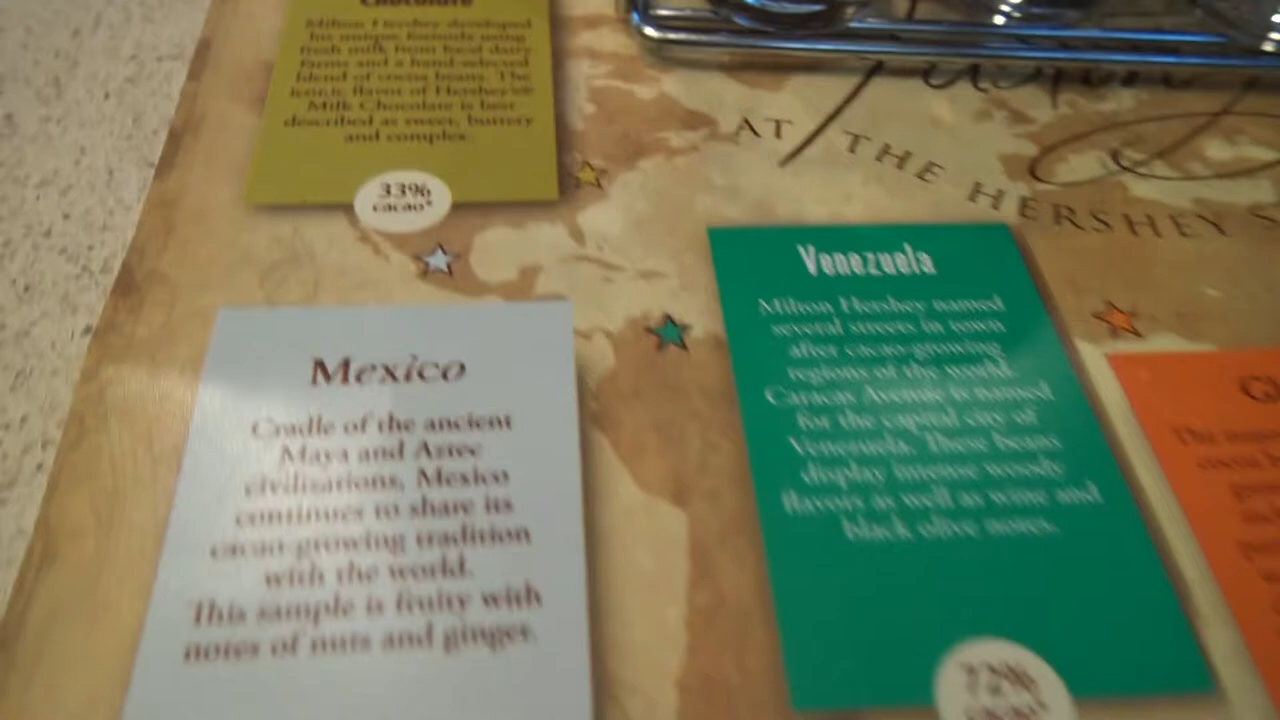 Chocolate
Milton Hershey developed
his unique formula using
fresh milk from local dairy
farms and a hand-selected
blend of cocoa beans. The
iconic flavor of Hershey's®
Milk Chocolate is best
described as sweet, buttery
and complex.
33%
cacao*
AT THE HERSHEY S
Mexico
Cradle of the ancient
Maya and Aztec
civilizations, Mexico
continues to share its
cacao-growing tradition
with the world.
This sample is fruity with
notes of nuts and ginger.
Venezuela
Milton Hershey named
several streets in town
after cacao-growing
regions of the world.
Caracas Avenue is named
for the capital city of
Venezuela. These beans
display intense woody
flavors as well as wine and
black olive notes.
72%
G
The
cocoa